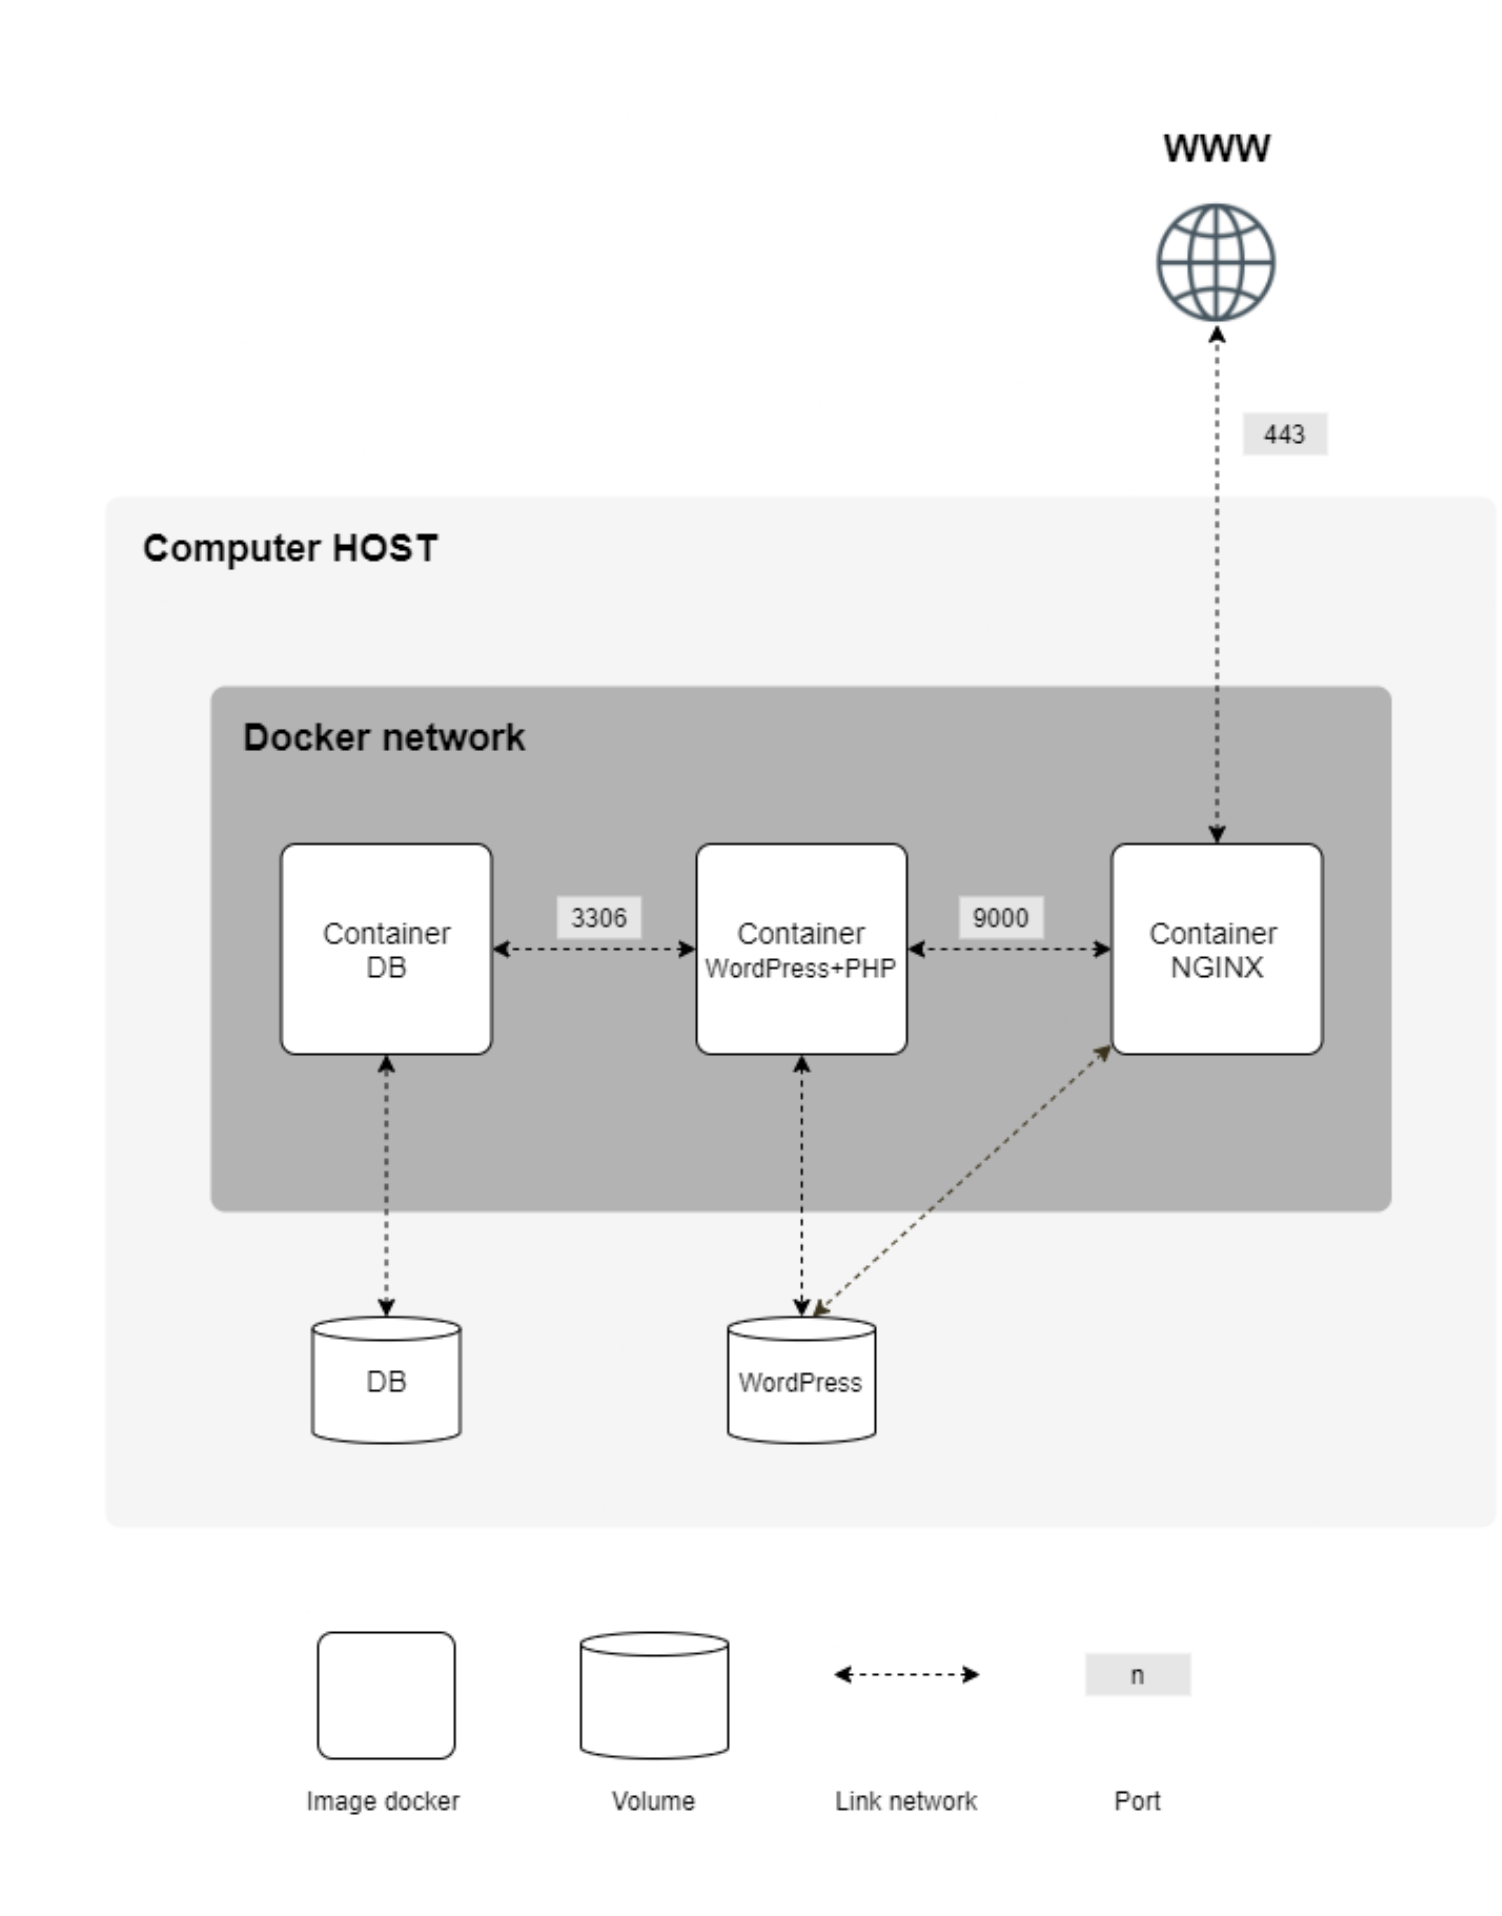 WWW
443
Computer HOST
Docker network
Container
DB
3306
Container
WordPress+PHP
9000
Container
NGINX
DB
WordPress
n
Image docker
Volume
Link network
Port